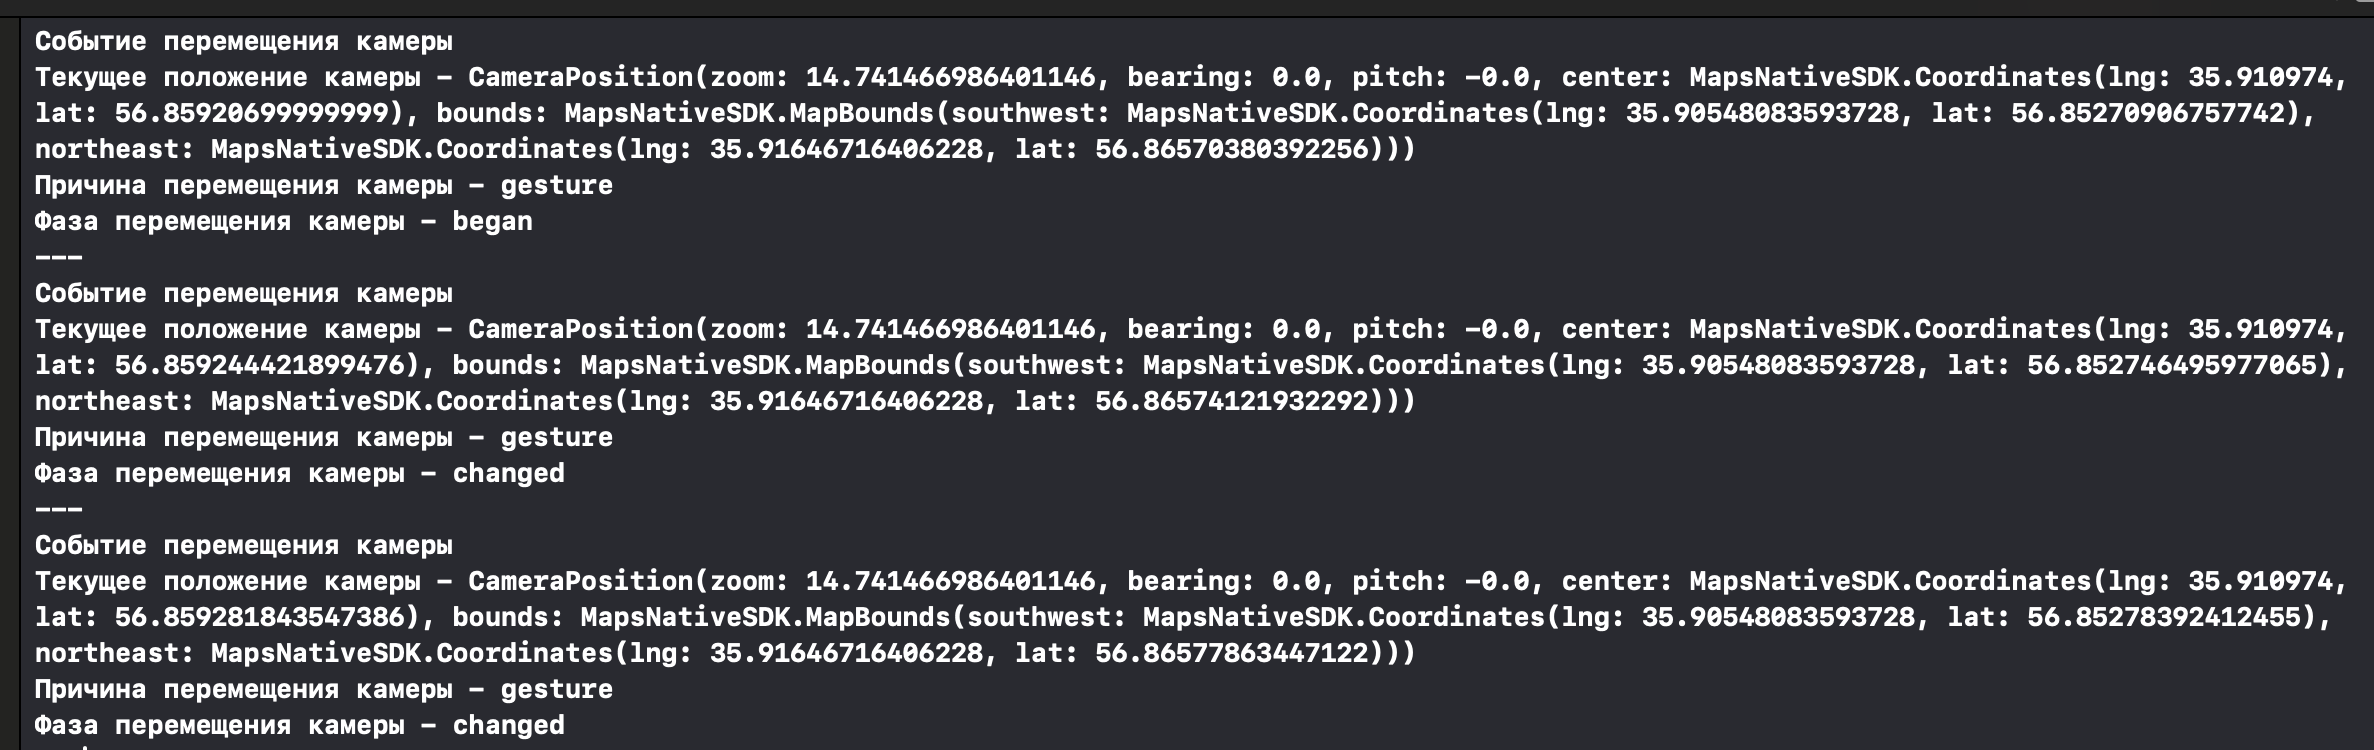 Событие перемещения камеры
Текущее положение камеры – CameraPosition(zoom: 14.741466986401146, bearing: 0.0, pitch: -0.0, center: MapsNativeSDK.Coordinates(lng: 35.910974,
lat: 56.85920699999999), bounds: MapsNativeSDK.MapBounds(southwest: MapsNativeSDK.Coordinates(lng: 35.90548083593728, lat: 56.85270906757742),
northeast: MapsNativeSDK.Coordinates(lng: 35.91646716406228, lat: 56.86570380392256)))
Причина перемещения камеры – gesture
Фаза перемещения камеры – began
---
Событие перемещения камеры
Текущее положение камеры – CameraPosition(zoom: 14.741466986401146, bearing: 0.0, pitch: -0.0, center: MapsNativeSDK.Coordinates(lng: 35.910974,
lat: 56.859244421899476), bounds: MapsNativeSDK.MapBounds(southwest: MapsNativeSDK.Coordinates(lng: 35.90548083593728, lat: 56.852746495977065),
northeast: MapsNativeSDK.Coordinates(lng: 35.91646716406228, lat: 56.86574121932292)))
Причина перемещения камеры – gesture
Фаза перемещения камеры – changed
---
Событие перемещения камеры
Текущее положение камеры – CameraPosition(zoom: 14.741466986401146, bearing: 0.0, pitch: -0.0, center: MapsNativeSDK.Coordinates(lng: 35.910974,
lat: 56.859281843547386), bounds: MapsNativeSDK.MapBounds(southwest: MapsNativeSDK.Coordinates(lng: 35.90548083593728, lat: 56.85278392412455),
northeast: MapsNativeSDK.Coordinates(lng: 35.91646716406228, lat: 56.86577863447122)))
Причина перемещения камеры – gesture
Фаза перемещения камеры – changed